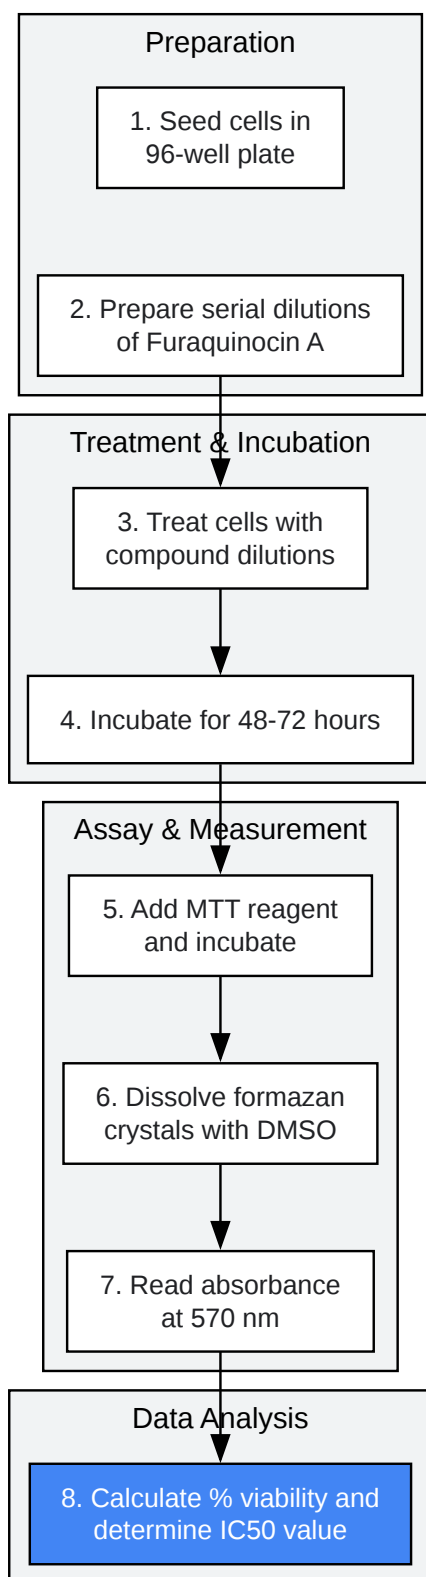 Preparation
1. Seed cells in
96-well plate
2. Prepare serial dilutions
of Furaquinocin A
Treatment & Incubation
3. Treat cells with
compound dilutions
4. Incubate for 48-72 hours
Assay & Measurement
5. Add MTT reagent
and incubate
6. Dissolve formazan
crystals with DMSO
7. Read absorbance
at 570 nm
Data Analysis
8. Calculate % viability and
determine IC50 value